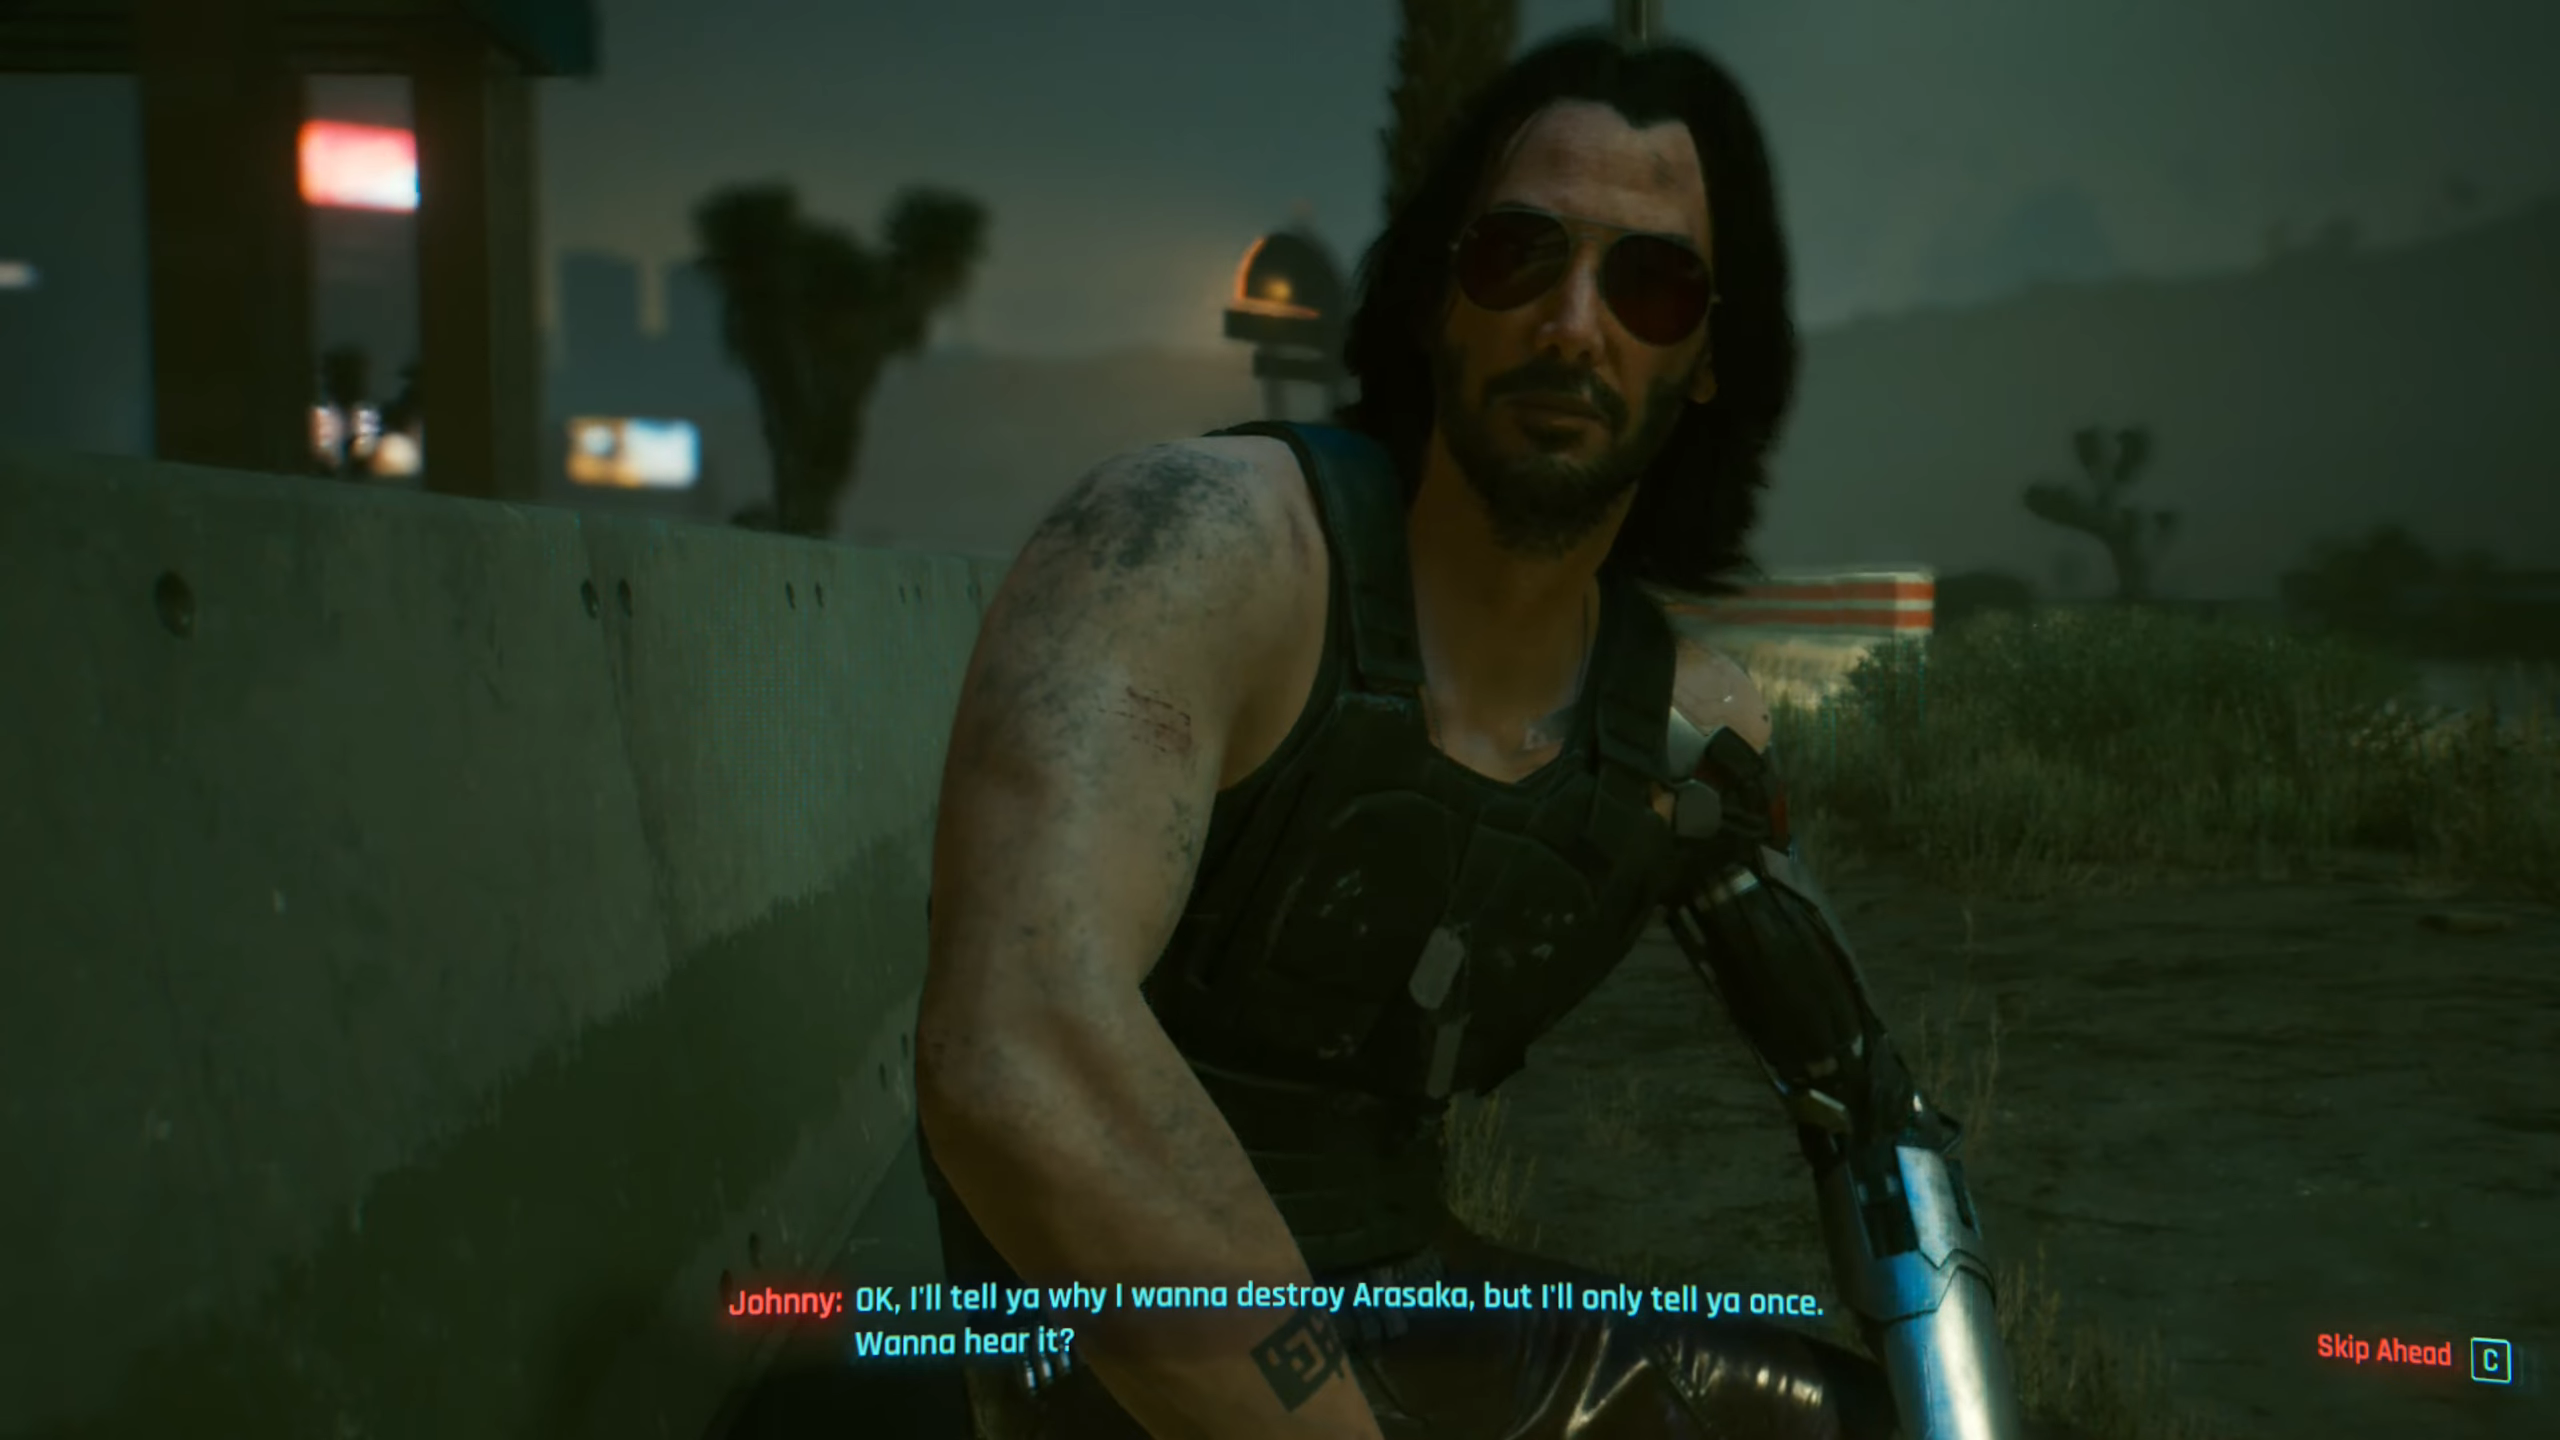 Johnny: OK, I'll tell ya why I wanna destroy Arasaka, but I'll only tell ya once.
Wanna hear it?
Skip Ahead C